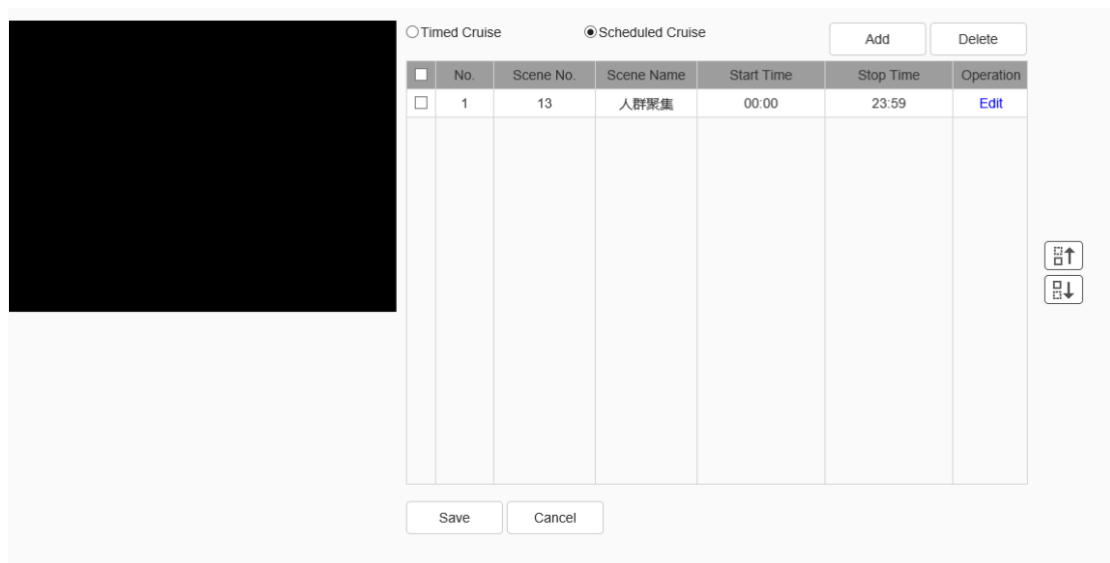 Timed Cruise Scheduled Cruise Add Delete
No. Scene No. Scene Name Start Time Stop Time Operation
1 13 人群聚集 00:00 23:59 Edit
Save Cancel